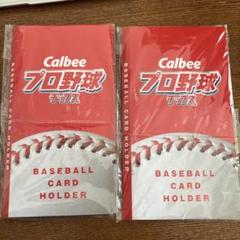 BASEBALL CARD HOLDER
Calbee
プロ野球
チップス
BASEBALL
CARD
HOLDER
BASEBALL CARD HOLDER
Calbee
プロ野球
チップス
BASEBALL
CARD
HOLDER